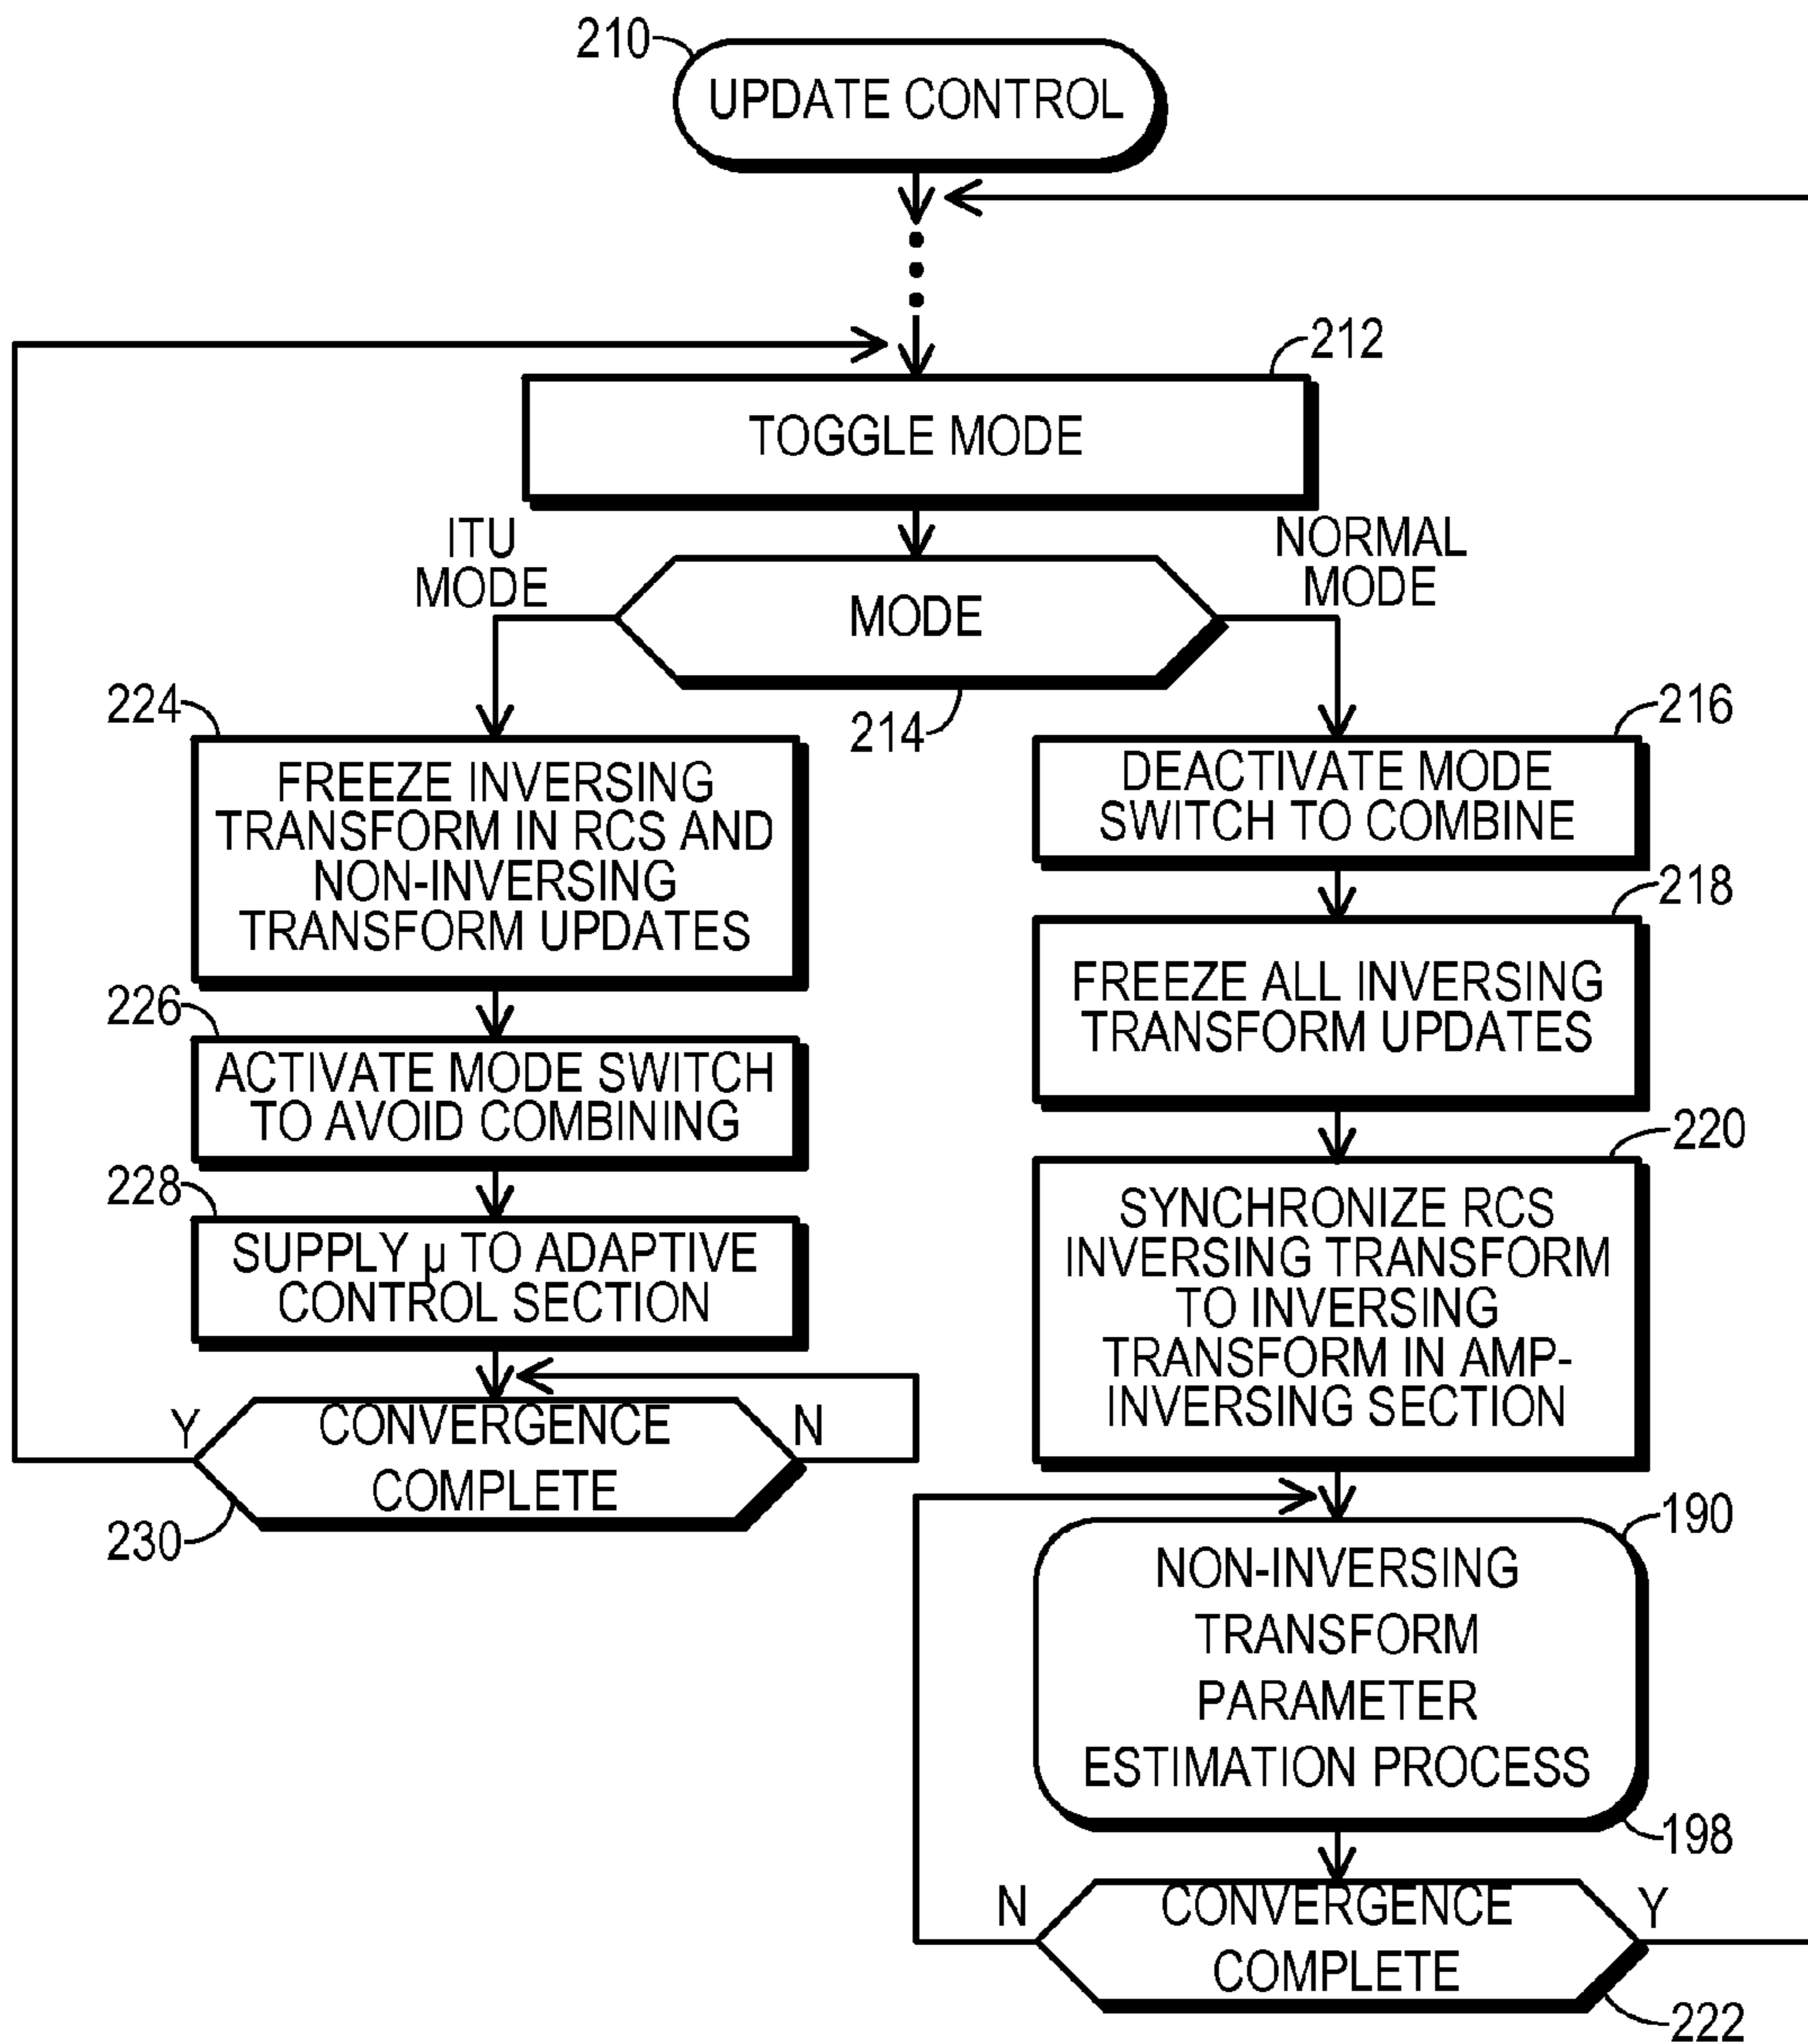 210
UPDATE CONTROL
212
TOGGLE MODE
ITU
MODE
NORMAL
MODE
MODE
214
224
FREEZE INVERSING
TRANSFORM IN RCS AND
NON-INVERSING
TRANSFORM UPDATES
226
ACTIVATE MODE SWITCH
TO AVOID COMBINING
228
SUPPLY µ TO ADAPTIVE
CONTROL SECTION
Y
CONVERGENCE
COMPLETE
N
230
216
DEACTIVATE MODE
SWITCH TO COMBINE
218
FREEZE ALL INVERSING
TRANSFORM UPDATES
220
SYNCHRONIZE RCS
INVERSING TRANSFORM
TO INVERSING
TRANSFORM IN AMP-
INVERSING SECTION
190
NON-INVERSING
TRANSFORM
PARAMETER
ESTIMATION PROCESS
198
N
CONVERGENCE
COMPLETE
Y
222